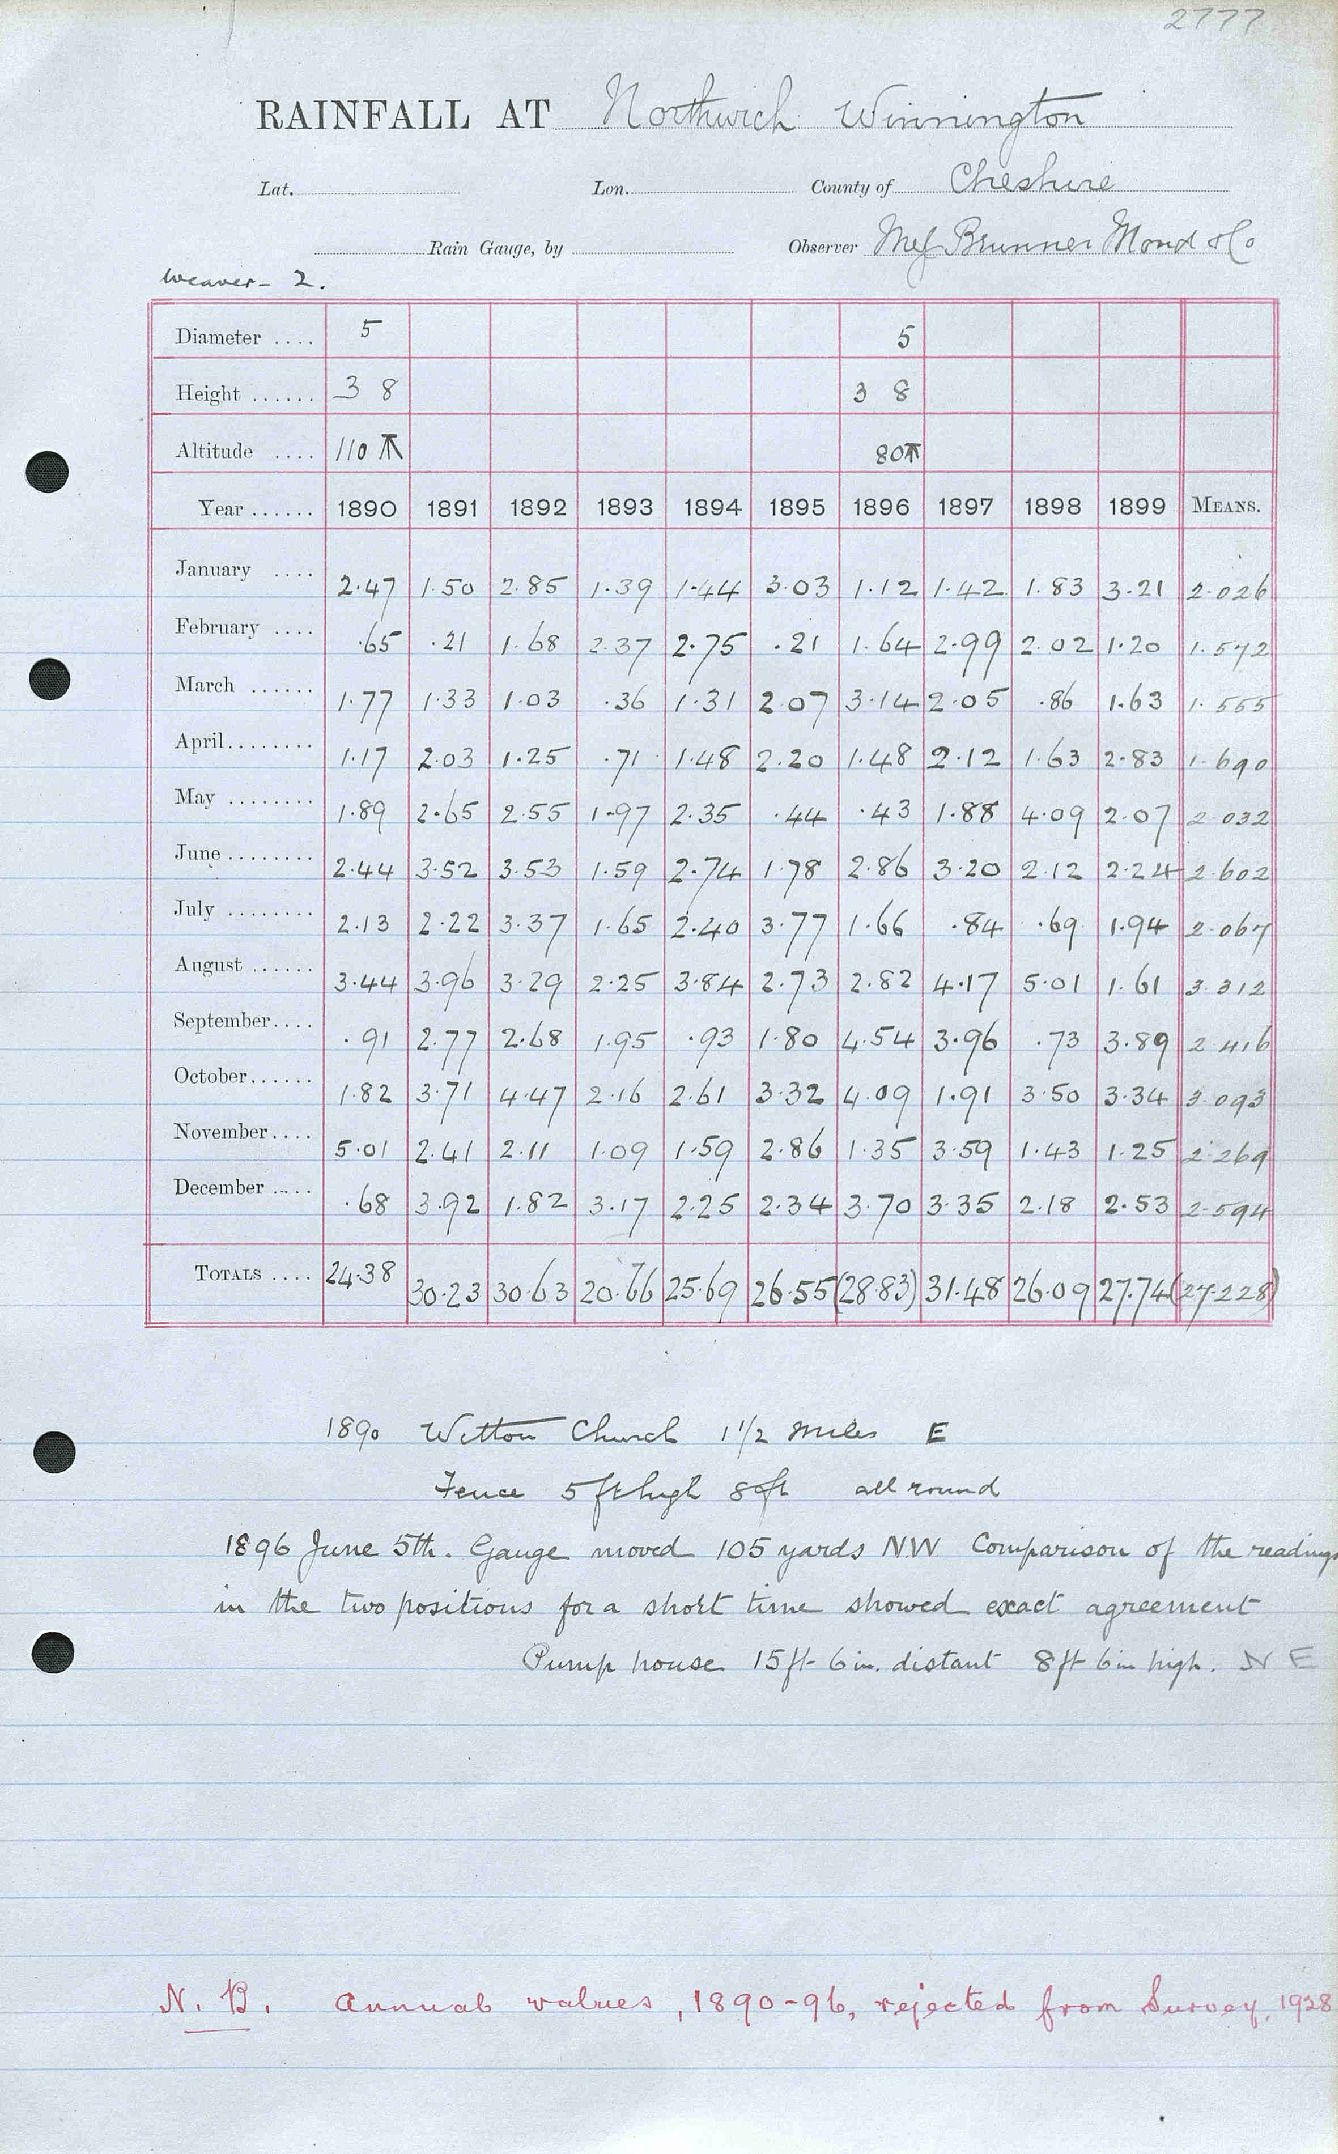 2777
RAINFALL AT Northwich Winnington
Lat. Lon. County of Cheshire
Rain Gauge, by Observer Mess Brunner Mond & Co
Weaver - 2.
Diameter .... 5 5
Height ...... 3 8 3 8
Altitude .... 110 80
Year ...... 1890 1891 1892 1893 1894 1895 1896 1897 1898 1899 MEANS.
January .... 2.47 1.50 2.85 1.39 1.44 3.03 1.12 1.42 1.83 3.21 2.026
February .... .65 .21 1.68 2.37 2.75 .21 1.64 2.99 2.02 1.20 1.572
March ...... 1.77 1.33 1.03 .36 1.31 2.07 3.14 2.05 .86 1.63 1.555
April........ 1.17 2.03 1.25 .71 1.48 2.20 1.48 2.12 1.63 2.83 1.690
May ........ 1.89 2.65 2.55 1.97 2.35 .44 .43 1.88 4.09 2.07 2.032
June ........ 2.44 3.52 3.53 1.59 2.74 1.78 2.86 3.20 2.12 2.24 2.602
July ........ 2.13 2.22 3.37 1.65 2.40 3.77 1.66 .84 .69 1.94 2.067
August ...... 3.44 3.96 3.29 2.25 3.84 2.73 2.82 4.17 5.01 1.61 3.312
September.... .91 2.77 2.68 1.95 .93 1.80 4.54 3.96 .73 3.89 2.416
October...... 1.82 3.71 4.47 2.16 2.61 3.32 4.09 1.91 3.50 3.34 3.093
November.... 5.01 2.41 2.11 1.09 1.59 2.86 1.35 3.59 1.43 1.25 2.269
December .... .68 3.92 1.82 3.17 2.25 2.34 3.70 3.35 2.18 2.53 2.594
TOTALS .... 24.38 30.23 30.63 20.66 25.69 26.55 (28.83) 31.48 26.09 27.74 (27.228)
1890 Witton Church 1 1/2 miles E
Fence 5ft high 8ft all round
1896 June 5th. Gauge moved 105 yards NW Comparison of the readings
in the two positions for a short time showed exact agreement
Pump house 15ft 6in. distant 8ft 6in high. N E
N.B. Annual values, 1890-96, rejected from Survey, 1928